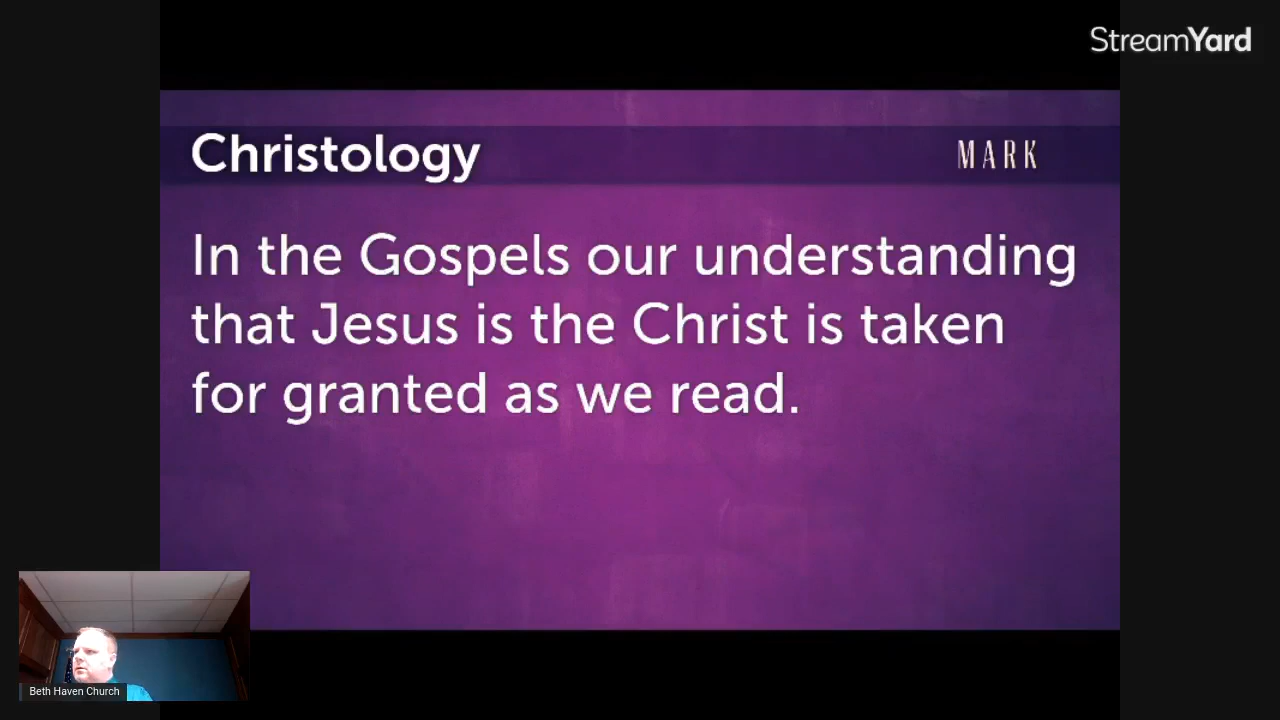 StreamYard
Christology
MARK
In the Gospels our understanding
that Jesus is the Christ is taken
for granted as we read.
Beth Haven Church